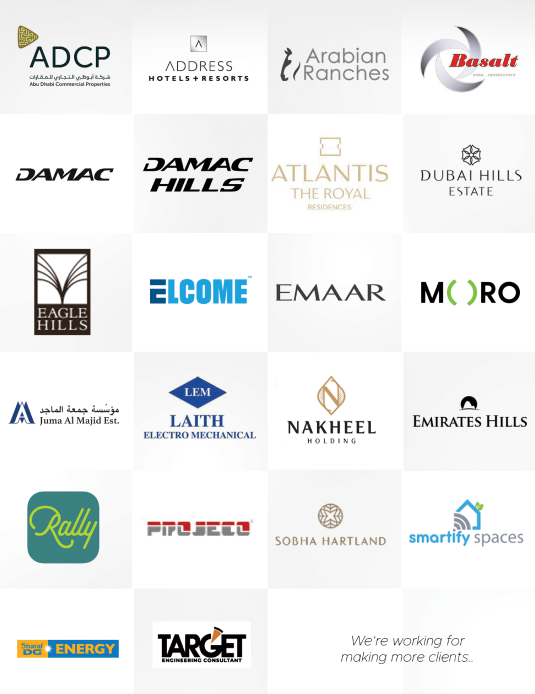 ADCP
شركة أبوظبي التجاري للعقارات
Abu Dhabi Commercial Properties
A
ADDRESS
HOTELS + RESORTS
Arabian
Ranches
Basalt
DAMAC
DAMAC
HILLS
ATLANTIS
THE ROYAL
RESIDENCES
DUBAI HILLS
ESTATE
EAGLE
HILLS
ELCOME
EMAAR
MORO
مؤسسة جمعة الماجد
Juma Al Majid Est.
LEM
LAITH
ELECTRO MECHANICAL
NAKHEEL
HOLDING
EMIRATES HILLS
Rally
PROSECO
SOBHA HARTLAND
smartify spaces
Sharaf
DG ENERGY
TARGET
ENGINEERING CONSULTANT
We're working for
making more clients..